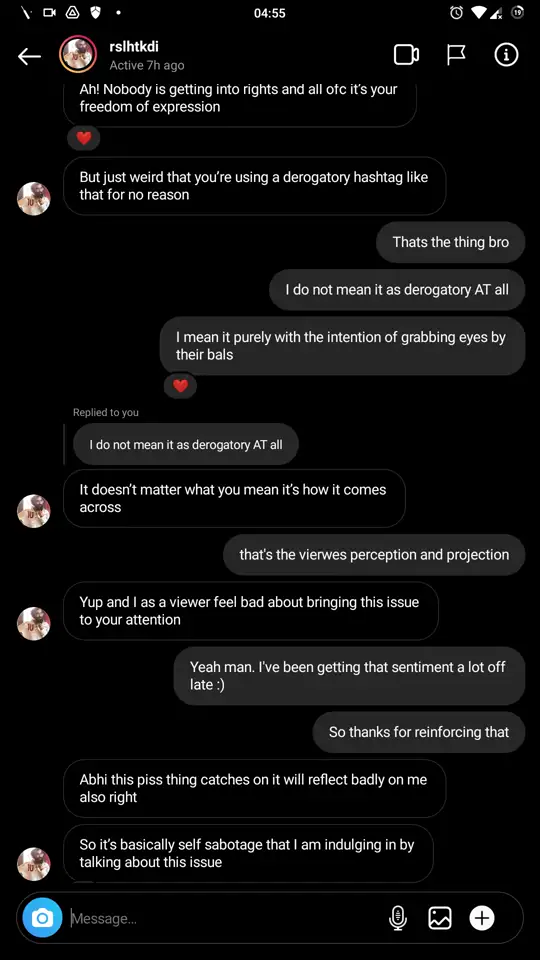 04:55
19
rslhtkdi
Active 7h ago
Ah! Nobody is getting into rights and all ofc it's your
freedom of expression
But just weird that you're using a derogatory hashtag like
that for no reason
Thats the thing bro
I do not mean it as derogatory AT all
I mean it purely with the intention of grabbing eyes by
their bals
Replied to you
I do not mean it as derogatory AT all
It doesn't matter what you mean it's how it comes
across
that's the vierwes perception and projection
Yup and I as a viewer feel bad about bringing this issue
to your attention
Yeah man. I've been getting that sentiment a lot off
late :)
So thanks for reinforcing that
Abhi this piss thing catches on it will reflect badly on me
also right
So it's basically self sabotage that I am indulging in by
talking about this issue
Message...